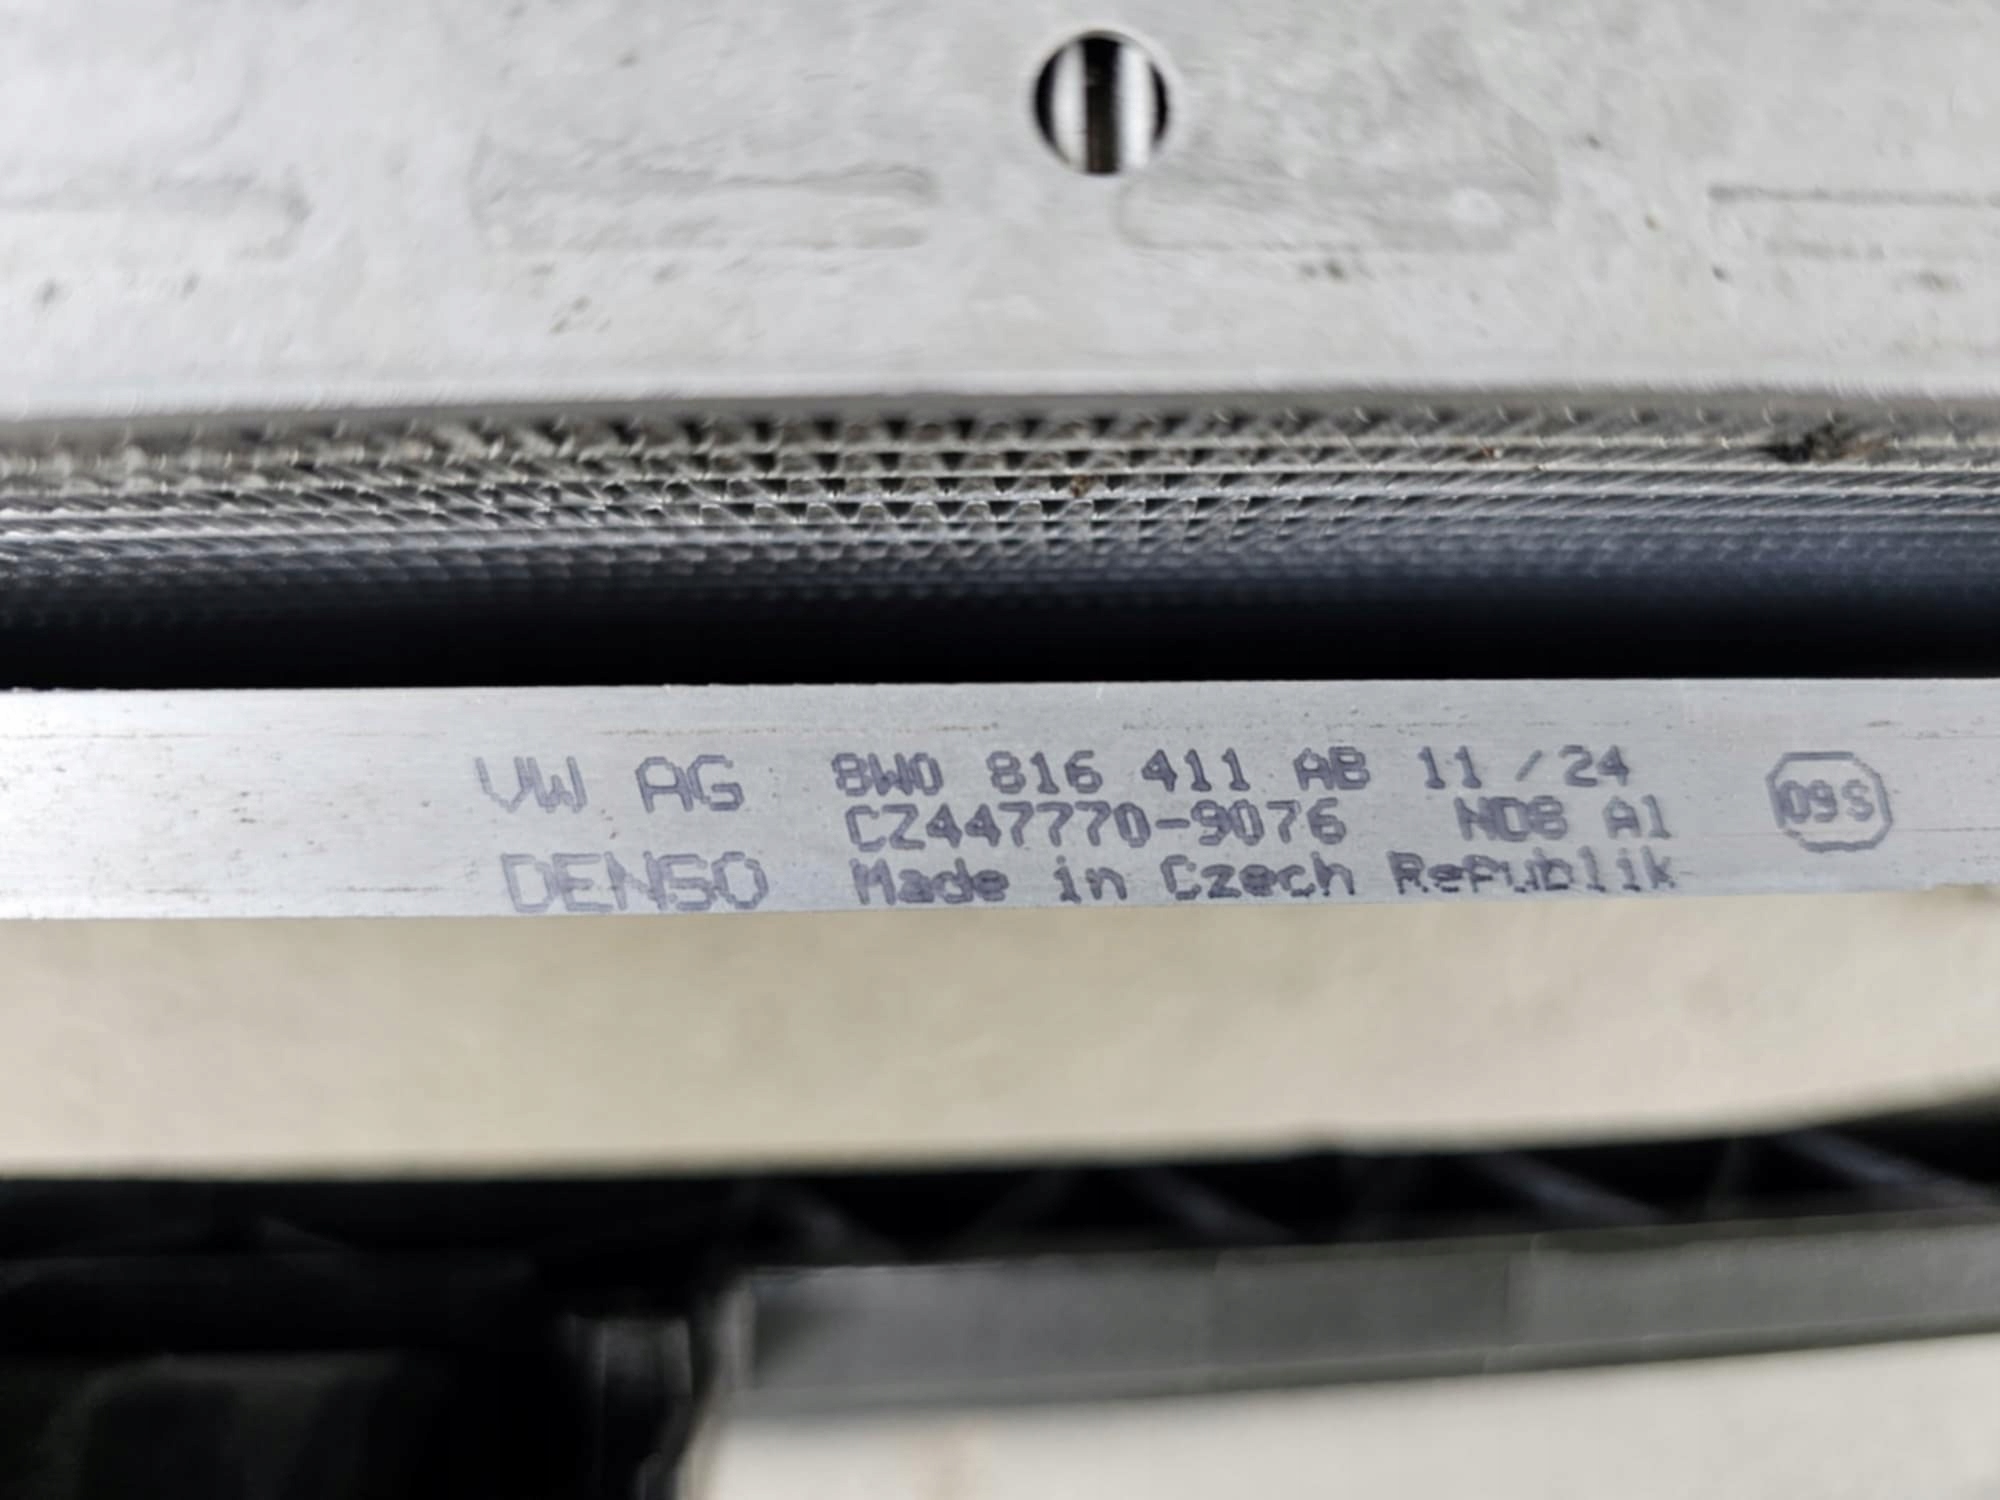 VW AG 8W0 816 411 AB 11/24
CZ447770-9076 ND8 A1
09S
DENSO Made in Czech Republik